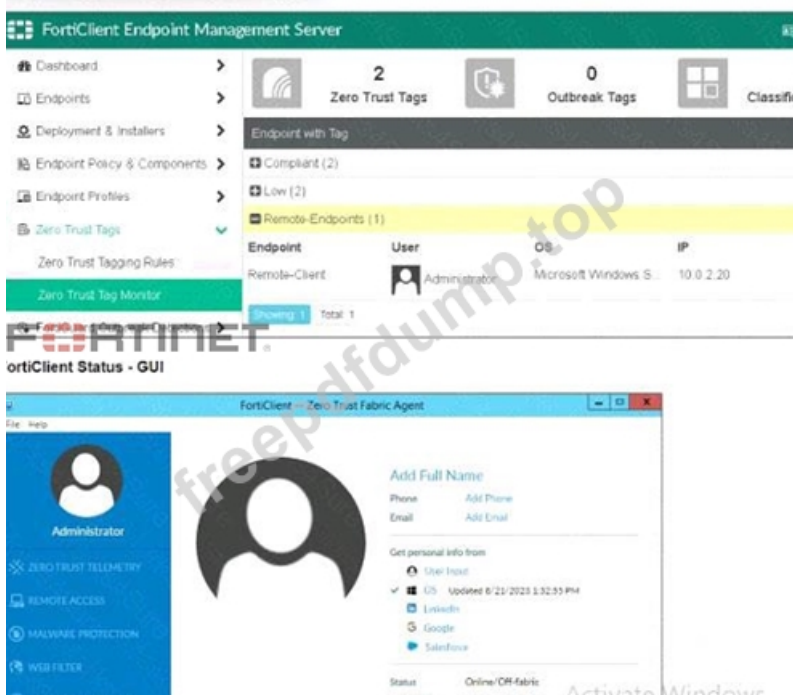 FortiClient Endpoint Management Server
Dashboard
2
0
Endpoints
Zero Trust Tags
Outbreak Tags
Classifi
Deployment & Installers
Endpoint with Tag
Endpoint Policy & Components
Compliant (2)
Endpoint Profiles
Low (2)
Zero Trust Tags
Remote-Endpoints (1)
Endpoint User OS IP
Zero Trust Tagging Rules
Remote-Client Administrator Microsoft Windows S... 10.0.2.20
Zero Trust Tag Monitor
Showing: 1 Total: 1
FORTINET
ortiClient Status - GUI
FortiClient -- Zero Trust Fabric Agent
File Help
Add Full Name
Phone Add Phone
Email Add Email
Administrator
Get personal info from
ZERO TRUST TELEMETRY
User Input
OS Updated 8/21/2023 1:32:55 PM
REMOTE ACCESS
LinkedIn
Google
MALWARE PROTECTION
Salesforce
WEB FILTER
Status Online/Off-fabric
Activate Windows
freepdfdump.top